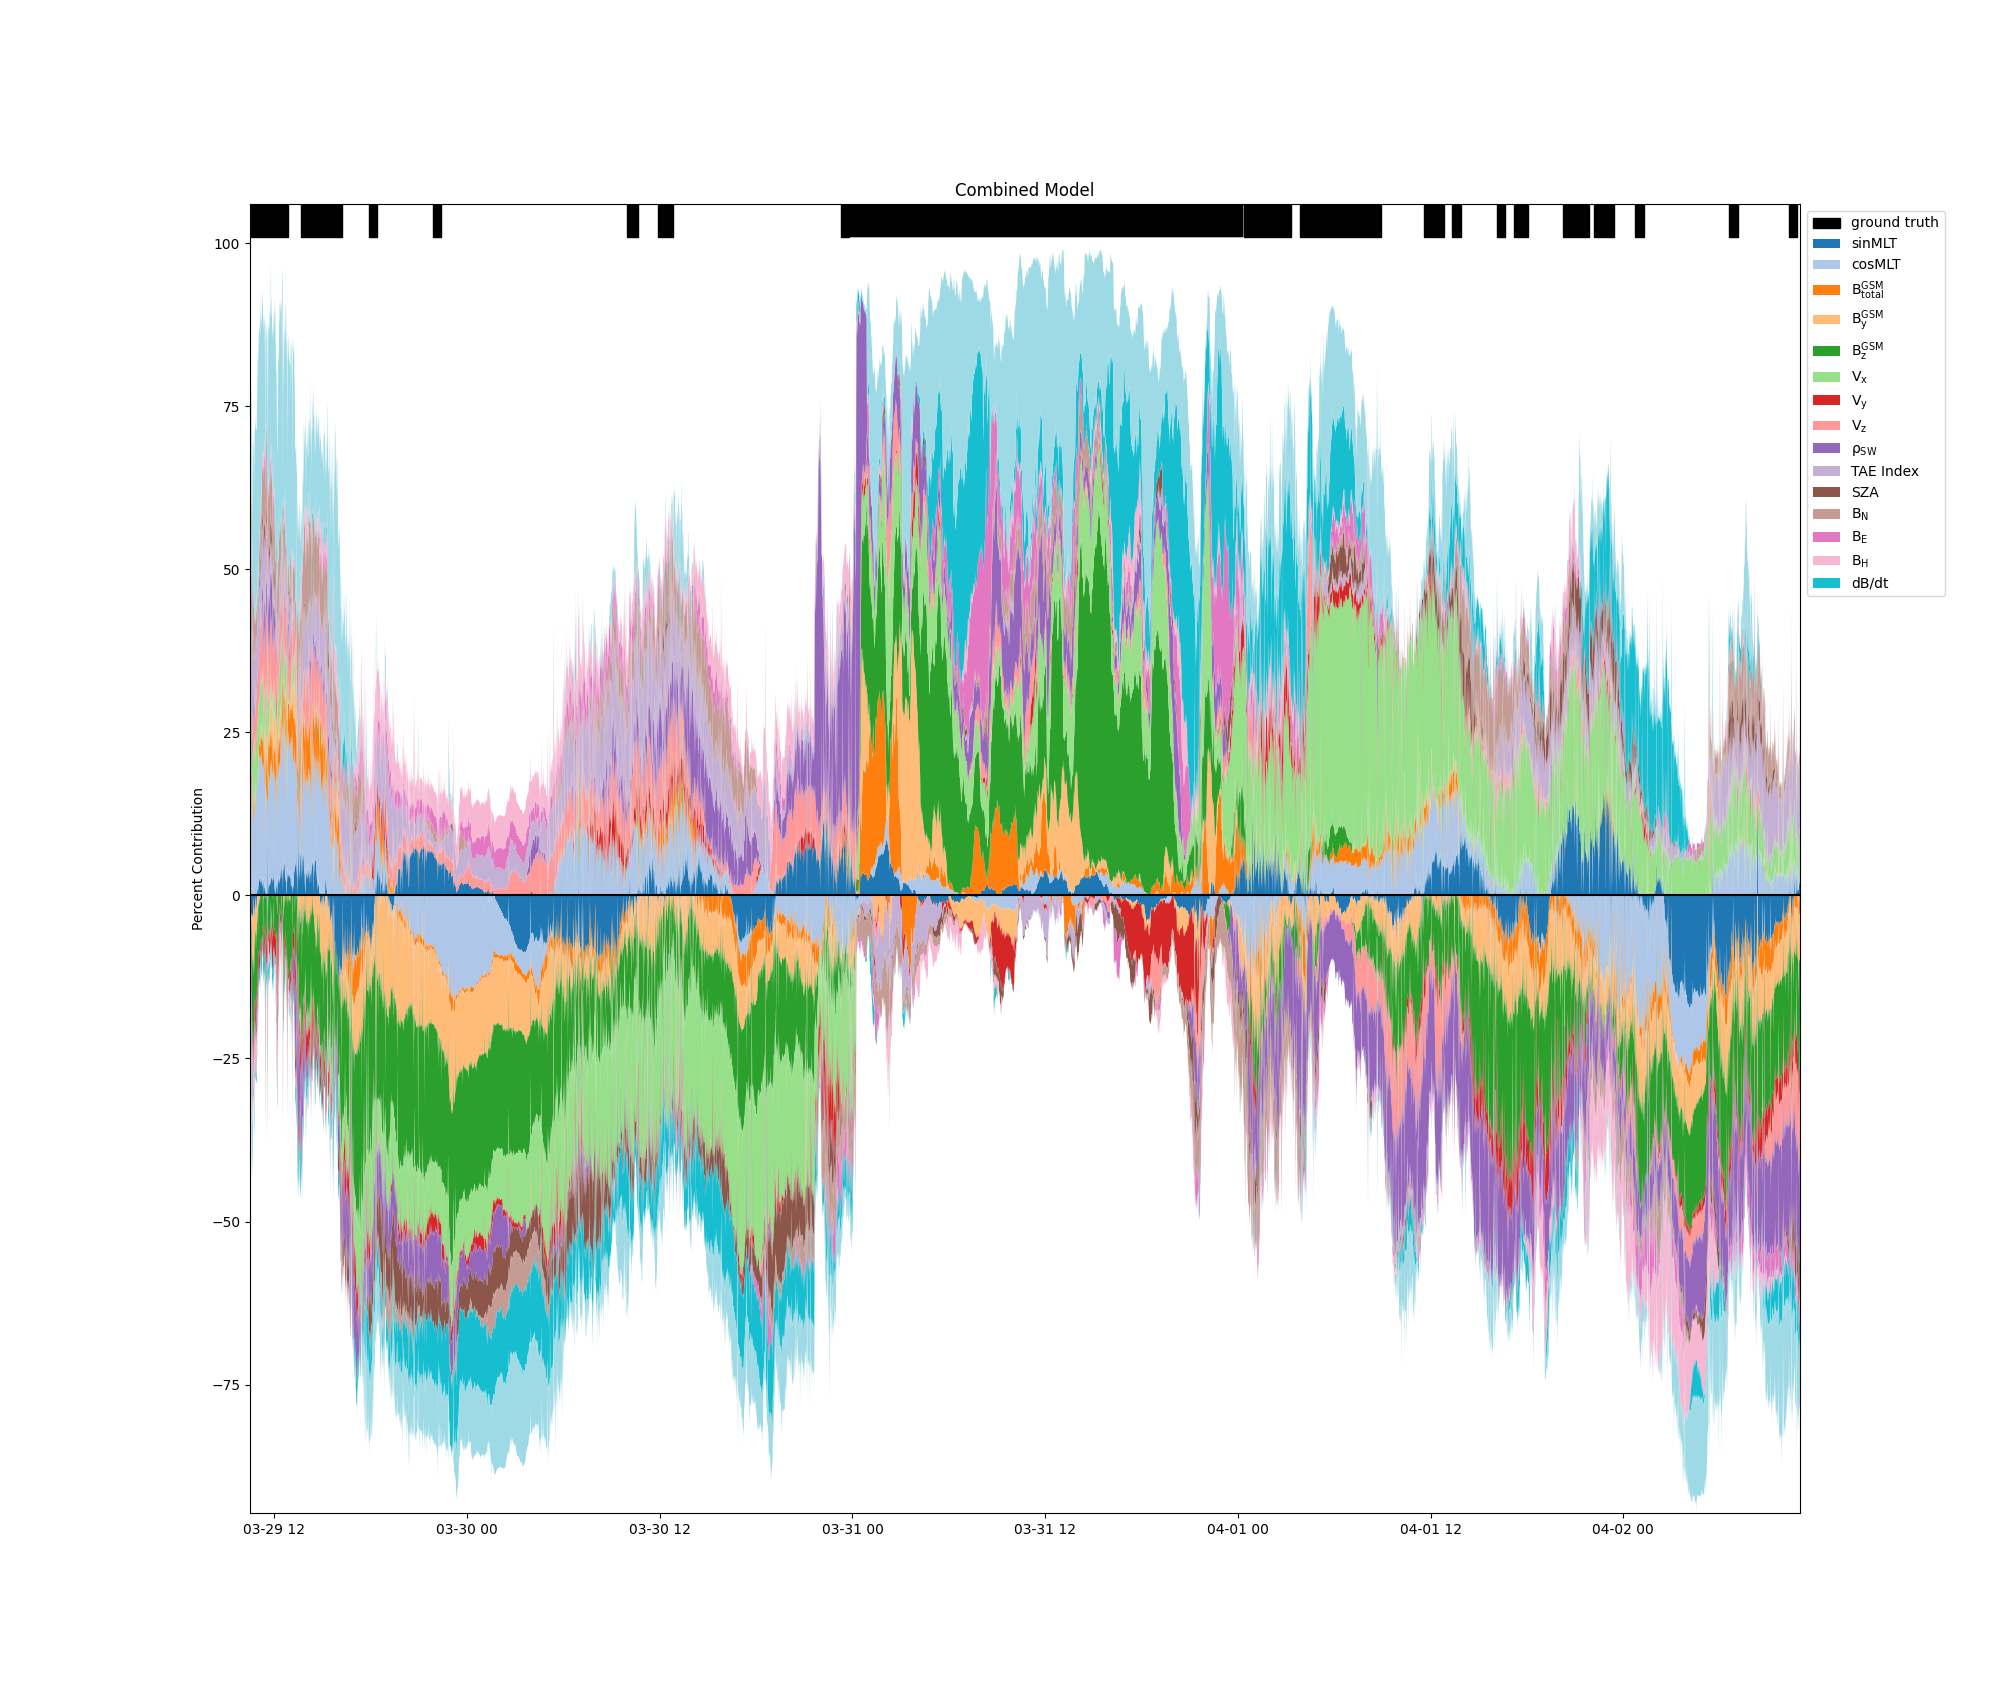 Combined Model
100
75
50
25
0
−25
−50
−75
Percent Contribution
03-29 12
03-30 00
03-30 12
03-31 00
03-31 12
04-01 00
04-01 12
04-02 00
ground truth
sinMLT
cosMLT
B_total^GSM
B_y^GSM
B_z^GSM
V_x
V_y
V_z
ρ_SW
TAE Index
SZA
B_N
B_E
B_H
dB/dt